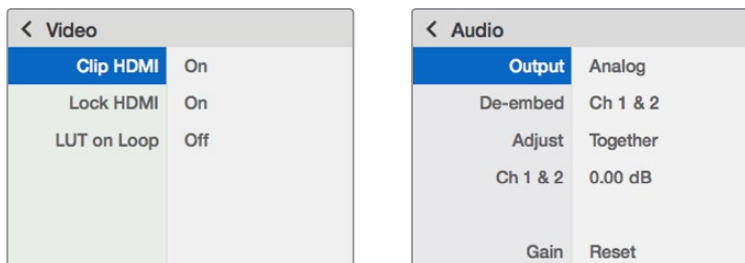 < Video
Clip HDMI On
Lock HDMI On
LUT on Loop Off
< Audio
Output Analog
De-embed Ch 1 & 2
Adjust Together
Ch 1 & 2 0.00 dB
Gain Reset